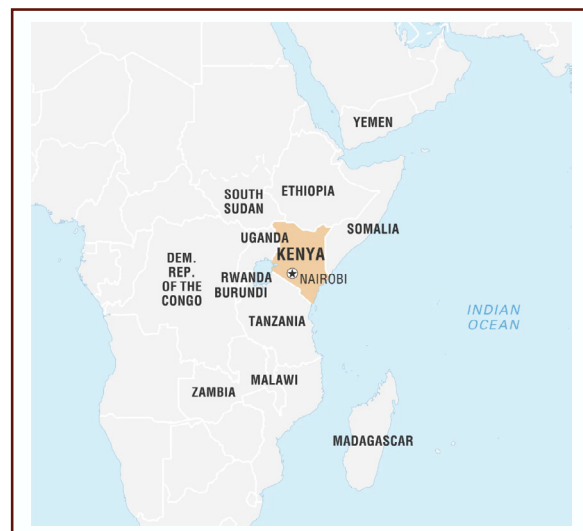 YEMEN
ETHIOPIA
SOUTH
SUDAN
SOMALIA
UGANDA
KENYA
DEM.
REP.
OF THE
CONGO
NAIROBI
RWANDA
BURUNDI
TANZANIA
INDIAN
OCEAN
MALAWI
ZAMBIA
MADAGASCAR